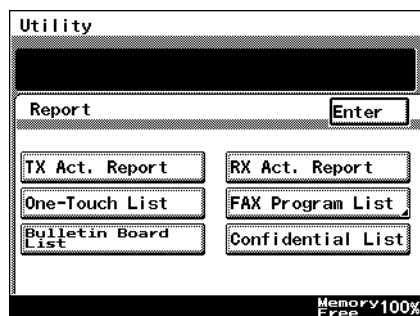 Utility
Report
Enter
TX Act. Report
RX Act. Report
One-Touch List
FAX Program List
Bulletin Board
List
Confidential List
Memory
Free 100%